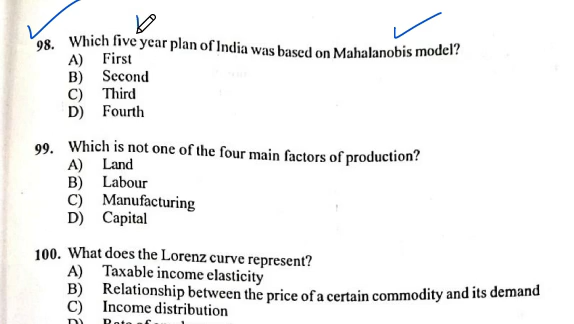 98. Which five year plan of India was based on Mahalanobis model?
A) First
B) Second
C) Third
D) Fourth
99. Which is not one of the four main factors of production?
A) Land
B) Labour
C) Manufacturing
D) Capital
100. What does the Lorenz curve represent?
A) Taxable income elasticity
B) Relationship between the price of a certain commodity and its demand
C) Income distribution
D)